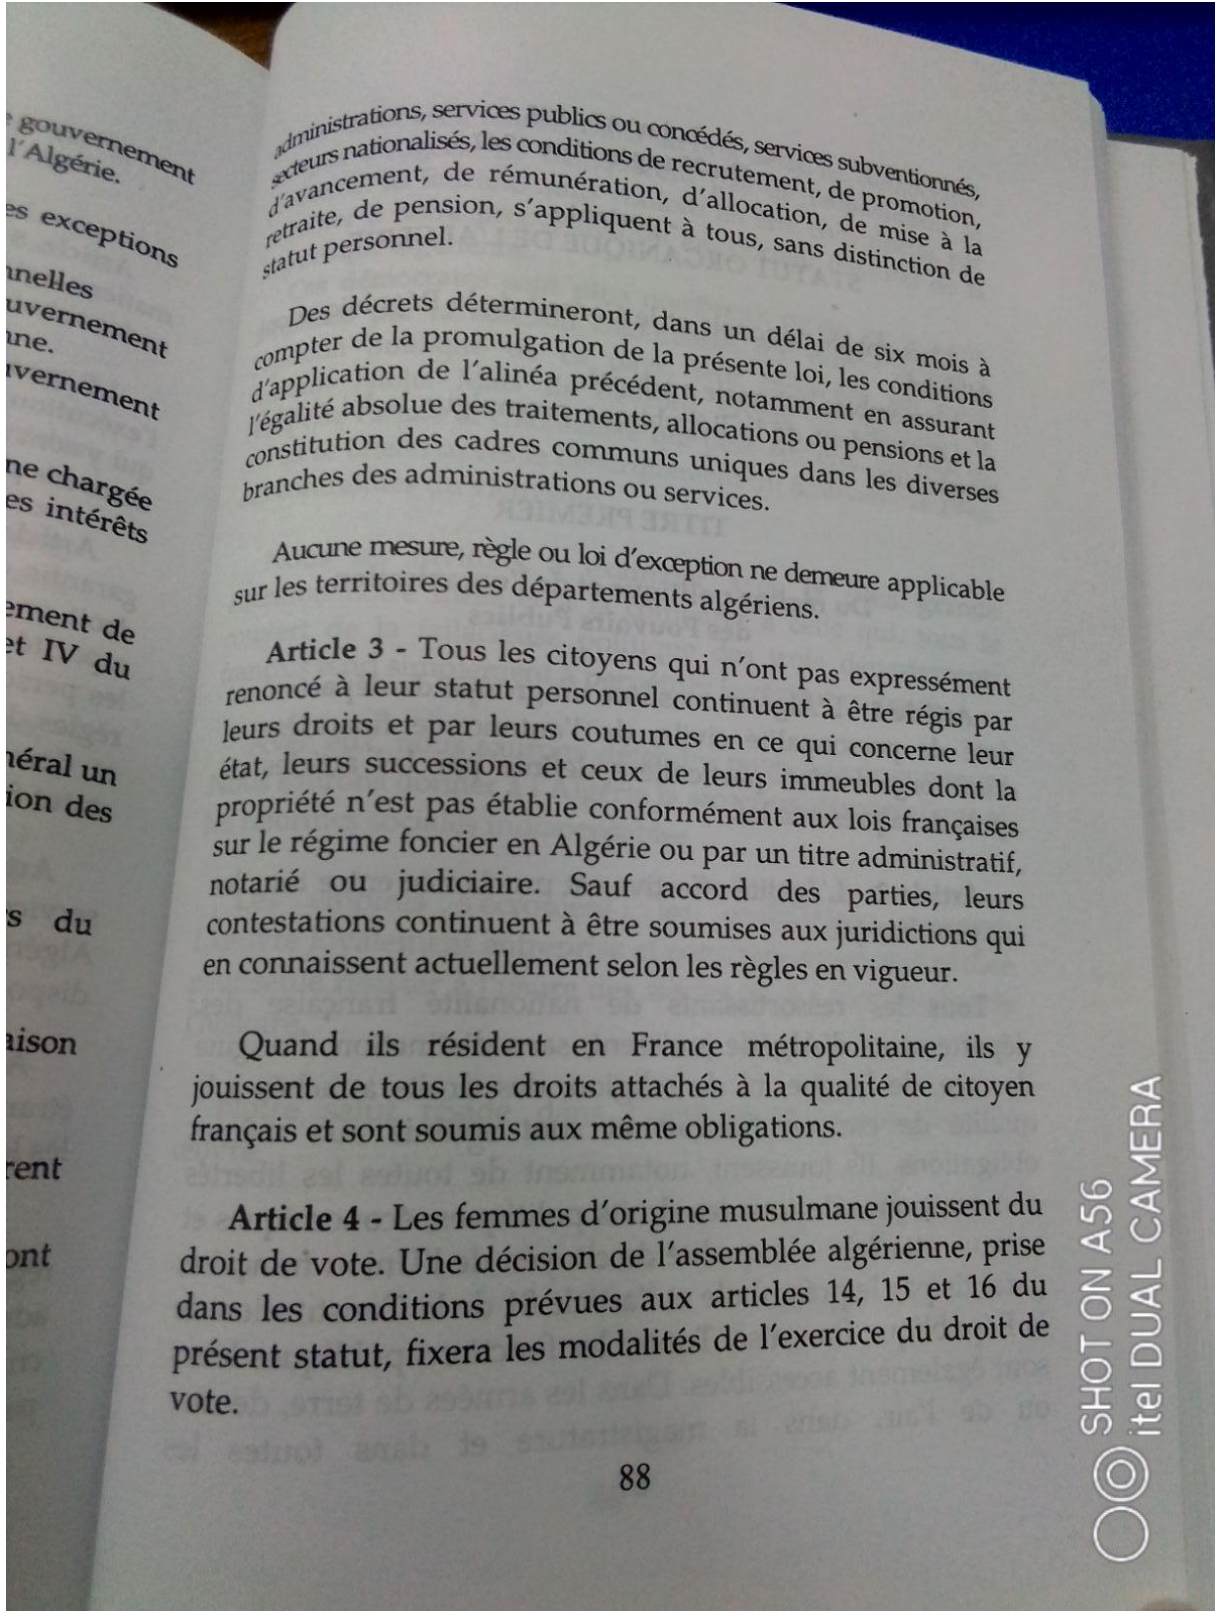 gouvernement
l'Algérie.
es exceptions
nnelles
uvernement
nne.
vernement
ne chargée
es intérêts
ement de
et IV du
néral un
ion des
s du
aison
rent
ont
administrations, services publics ou concédés, services subventionnés,
secteurs nationalisés, les conditions de recrutement, de promotion,
d'avancement, de rémunération, d'allocation, de mise à la
retraite, de pension, s'appliquent à tous, sans distinction de
statut personnel.
Des décrets détermineront, dans un délai de six mois à
compter de la promulgation de la présente loi, les conditions
d'application de l'alinéa précédent, notamment en assurant
l'égalité absolue des traitements, allocations ou pensions et la
constitution des cadres communs uniques dans les diverses
branches des administrations ou services.
Aucune mesure, règle ou loi d'exception ne demeure applicable
sur les territoires des départements algériens.
Article 3 - Tous les citoyens qui n'ont pas expressément
renoncé à leur statut personnel continuent à être régis par
leurs droits et par leurs coutumes en ce qui concerne leur
état, leurs successions et ceux de leurs immeubles dont la
propriété n'est pas établie conformément aux lois françaises
sur le régime foncier en Algérie ou par un titre administratif,
notarié ou judiciaire. Sauf accord des parties, leurs
contestations continuent à être soumises aux juridictions qui
en connaissent actuellement selon les règles en vigueur.
Quand ils résident en France métropolitaine, ils y
jouissent de tous les droits attachés à la qualité de citoyen
français et sont soumis aux même obligations.
Article 4 - Les femmes d'origine musulmane jouissent du
droit de vote. Une décision de l'assemblée algérienne, prise
dans les conditions prévues aux articles 14, 15 et 16 du
présent statut, fixera les modalités de l'exercice du droit de
vote.
88
SHOT ON A56
itel DUAL CAMERA